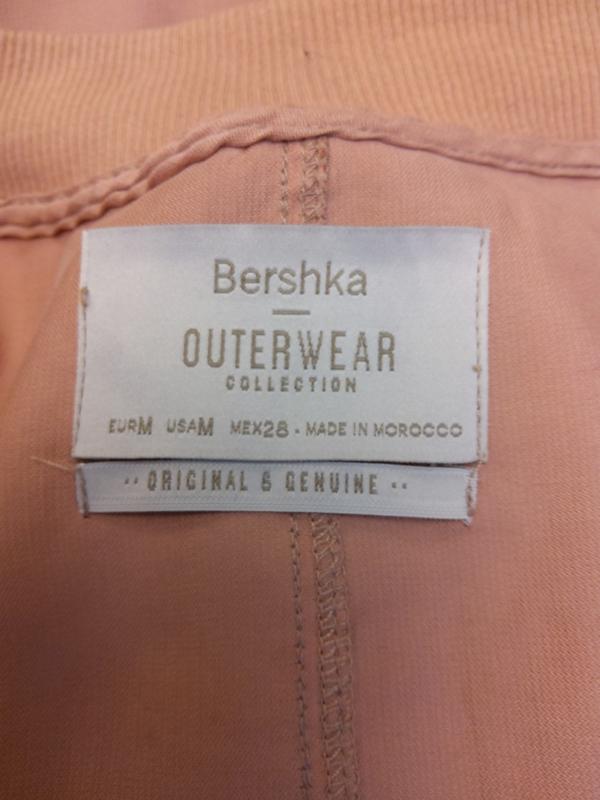 Bershka
OUTERWEAR
COLLECTION
EURM USAM MEX28 - MADE IN MOROCCO
·· ORIGINAL & GENUINE ··